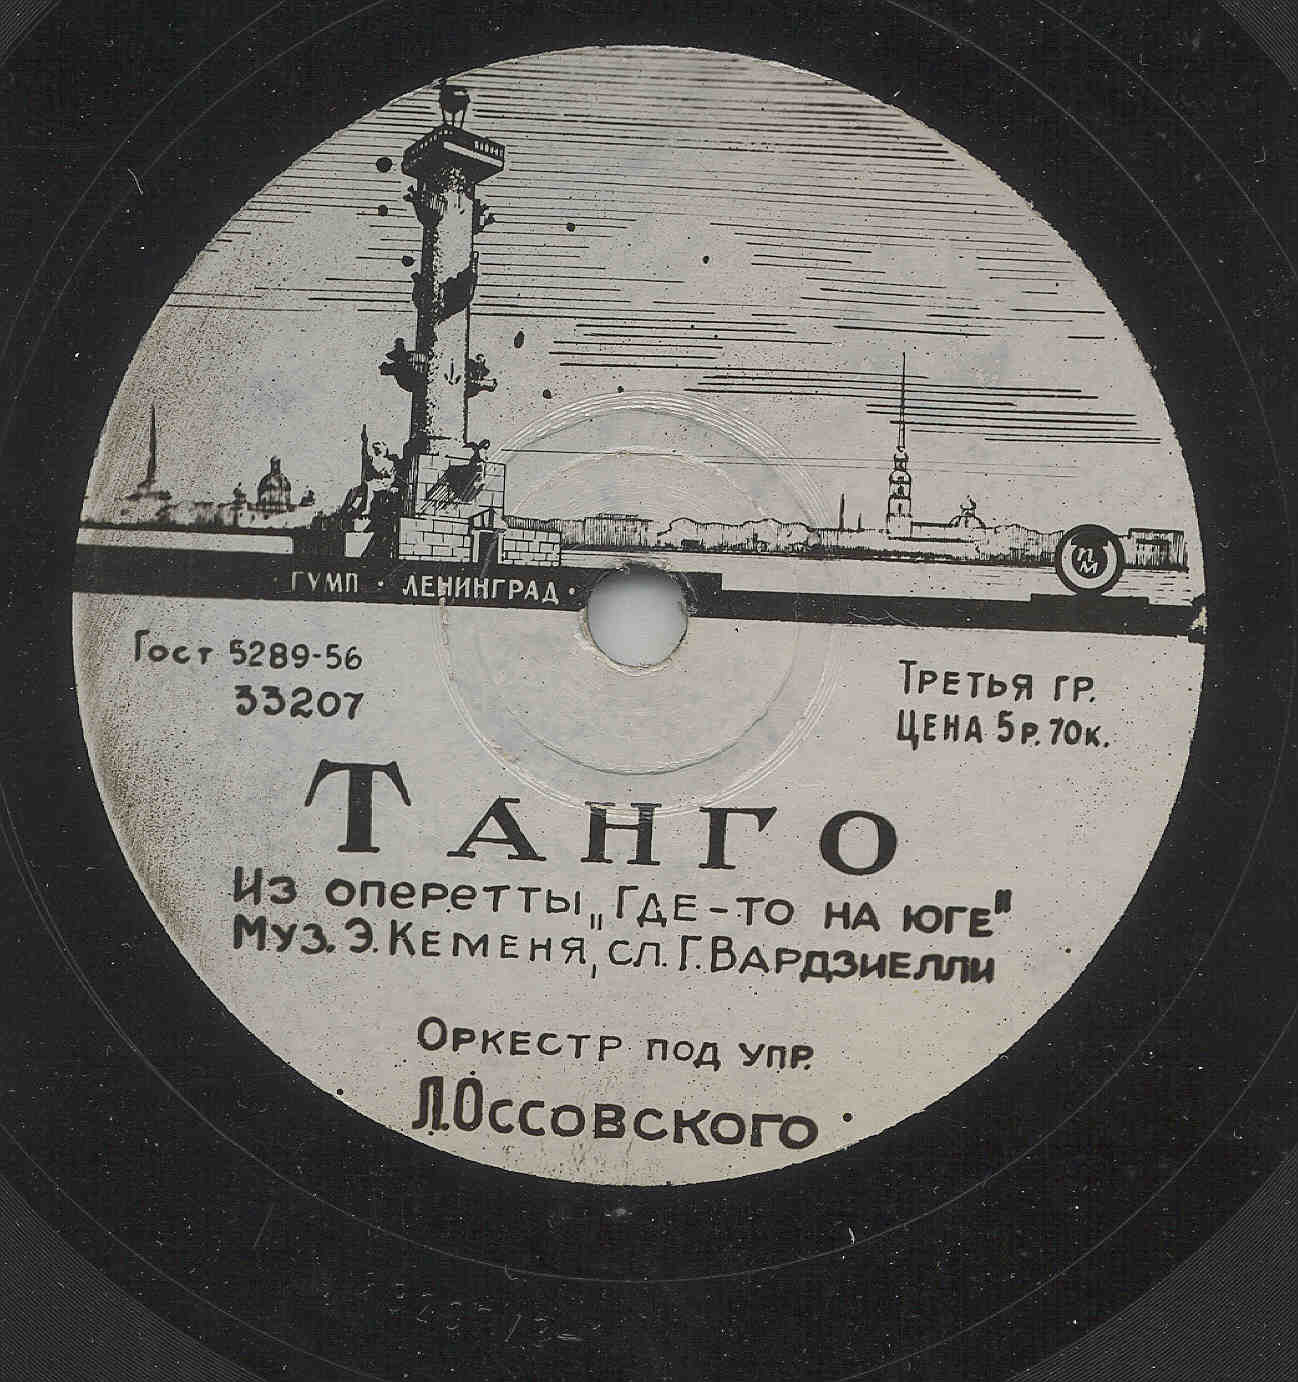 ГУМП · ЛЕНИНГРАД ·
ПМ
Гост 5289-56
33207
ТРЕТЬЯ ГР.
ЦЕНА 5р. 70к.
ТАНГО
Из оперетты „ГДЕ-ТО НА ЮГЕ"
Муз. Э. КЕМЕНЯ, сл. Г. ВАРДЗИЕЛЛИ
ОРКЕСТР ПОД УПР.
Л. ОССОВСКОГО